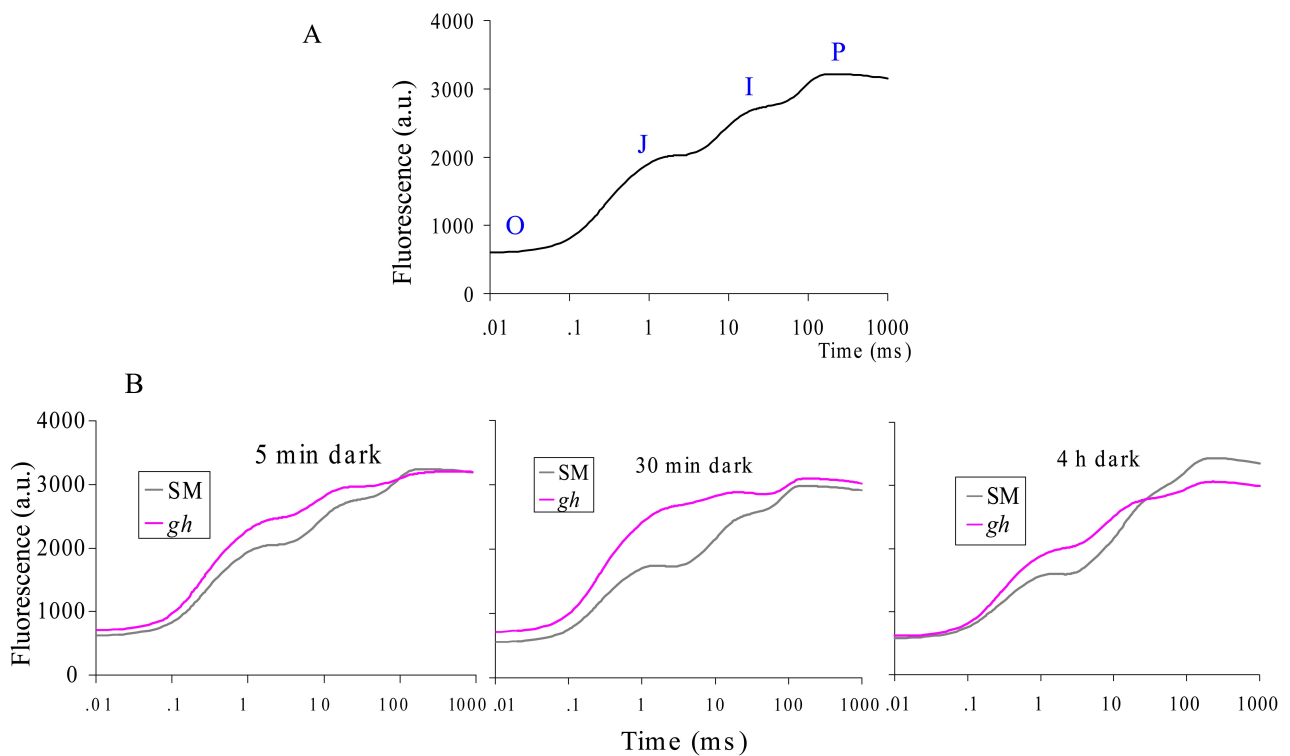 A
Fluorescence (a.u.)
4000
3000
2000
1000
0
O
J
I
P
.01 .1 1 10 100 1000
Time (ms)
B
Fluorescence (a.u.)
4000
3000
2000
1000
0
5 min dark
SM
gh
.01 .1 1 10 100 1000
30 min dark
SM
gh
.01 .1 1 10 100 1000
4 h dark
SM
gh
.01 .1 1 10 100 1000
Time (ms)